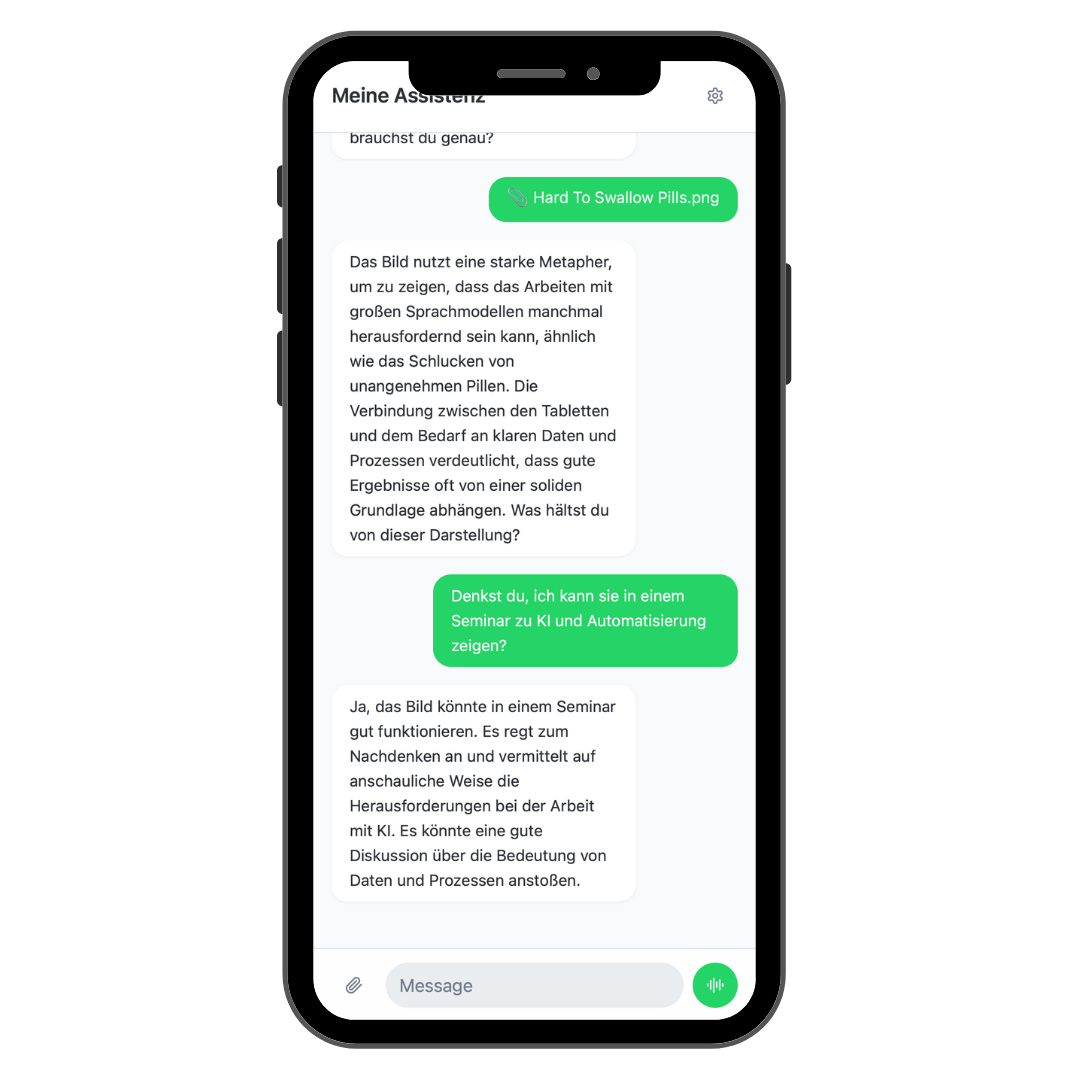 Meine Assistenz
brauchst du genau?
Hard To Swallow Pills.png
Das Bild nutzt eine starke Metapher,
um zu zeigen, dass das Arbeiten mit
großen Sprachmodellen manchmal
herausfordernd sein kann, ähnlich
wie das Schlucken von
unangenehmen Pillen. Die
Verbindung zwischen den Tabletten
und dem Bedarf an klaren Daten und
Prozessen verdeutlicht, dass gute
Ergebnisse oft von einer soliden
Grundlage abhängen. Was hältst du
von dieser Darstellung?
Denkst du, ich kann sie in einem
Seminar zu KI und Automatisierung
zeigen?
Ja, das Bild könnte in einem Seminar
gut funktionieren. Es regt zum
Nachdenken an und vermittelt auf
anschauliche Weise die
Herausforderungen bei der Arbeit
mit KI. Es könnte eine gute
Diskussion über die Bedeutung von
Daten und Prozessen anstoßen.
Message